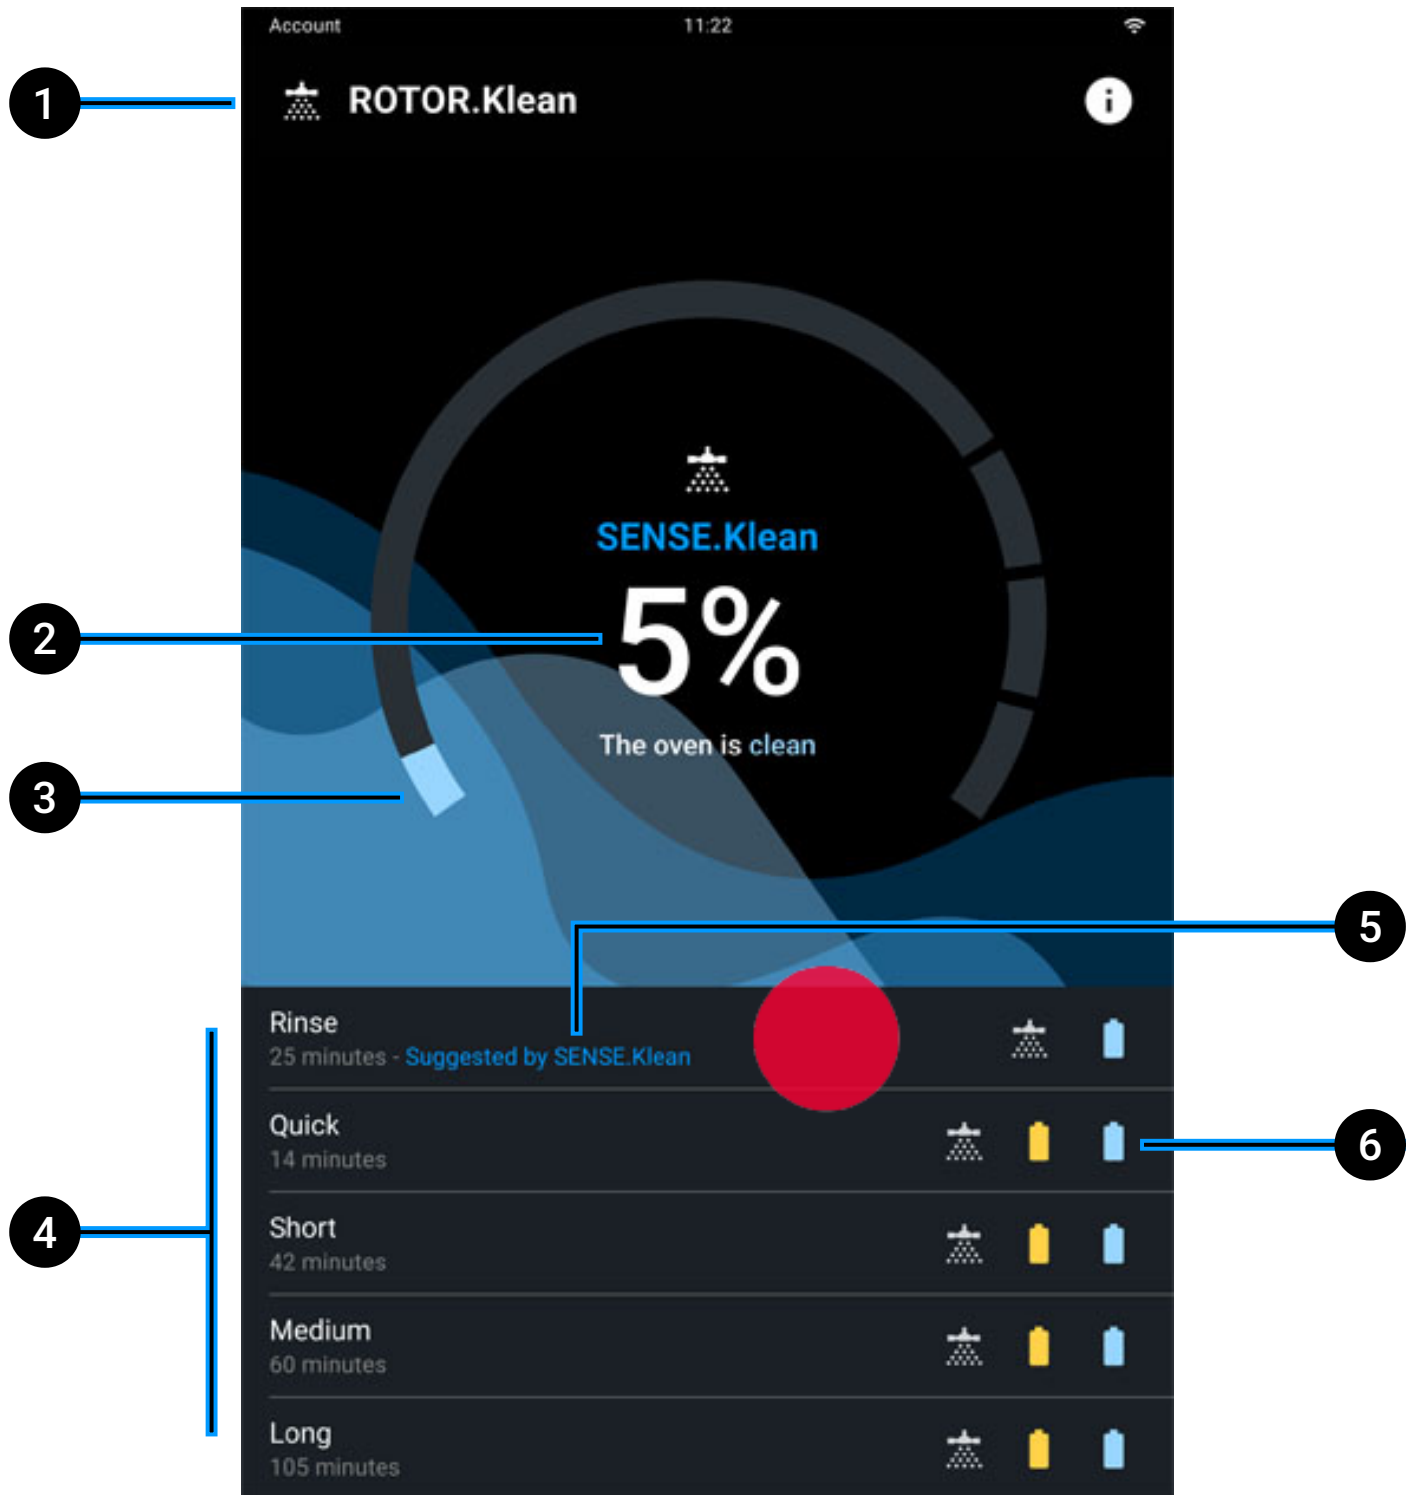 Account 11:22
1
ROTOR.Klean
SENSE.Klean
2
5%
The oven is clean
3
5
Rinse
25 minutes - Suggested by SENSE.Klean
Quick
14 minutes
6
4
Short
42 minutes
Medium
60 minutes
Long
105 minutes